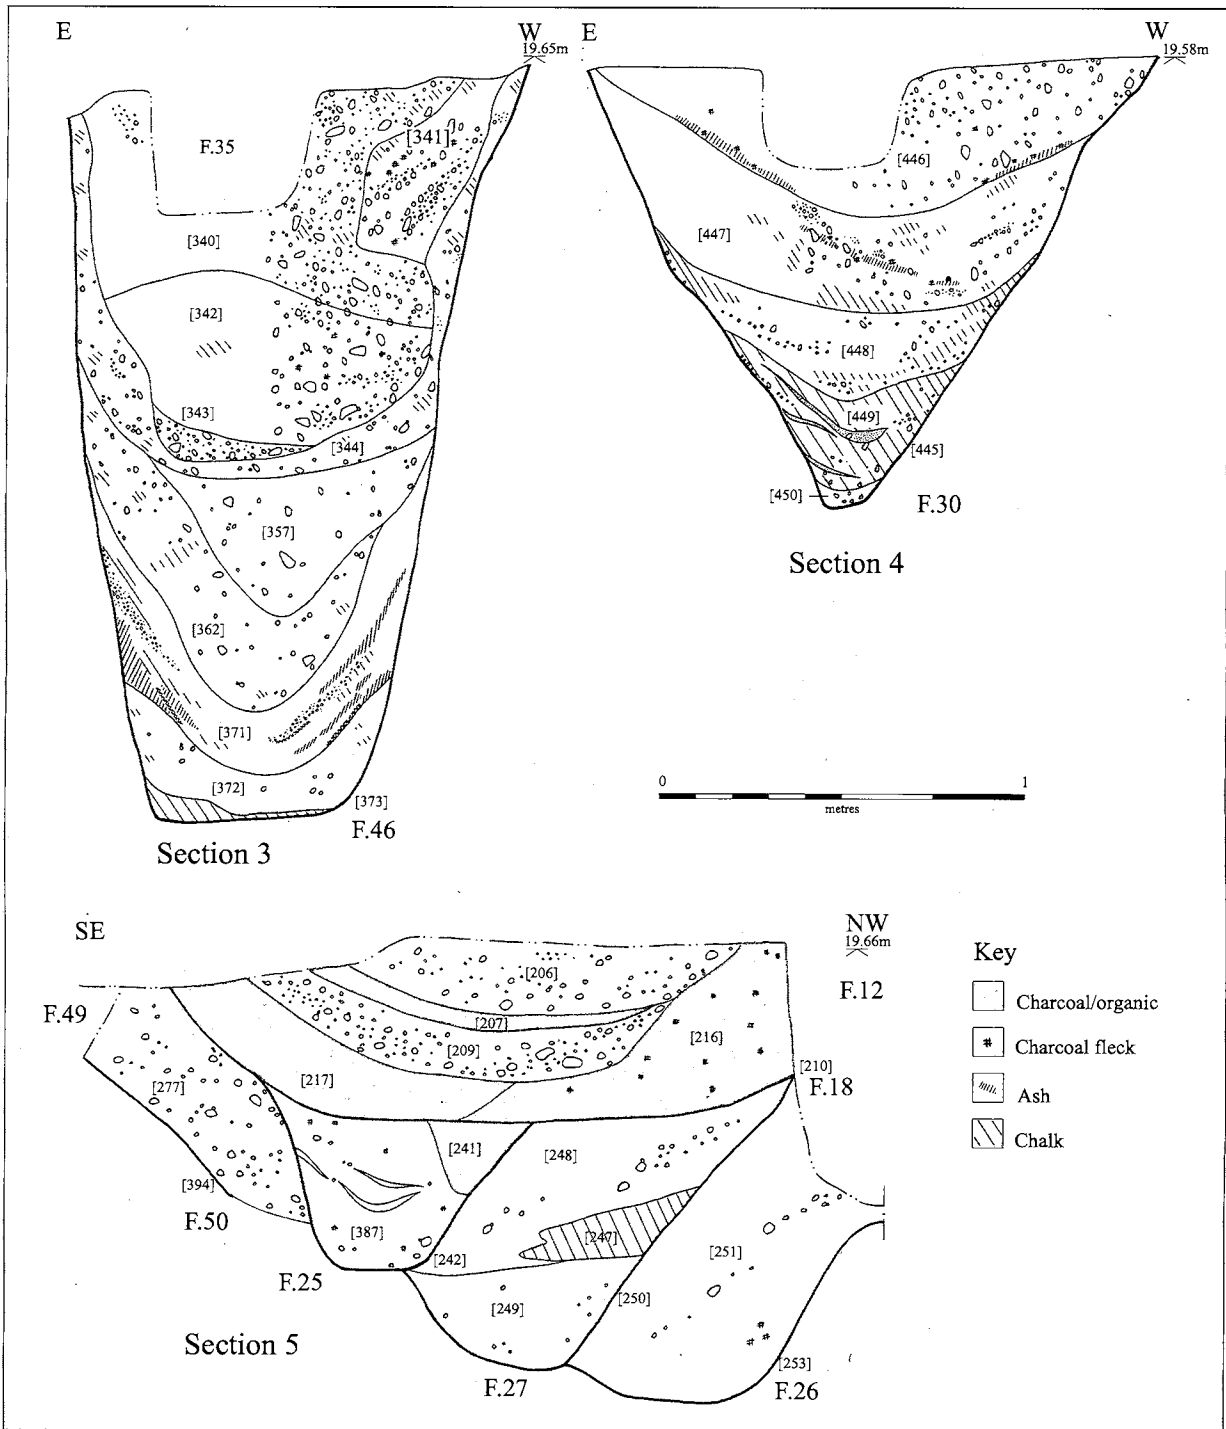 E W E W
19.65m 19.58m
F.35
[341]
[446]
[340]
[447]
[342]
[448]
[343]
[449]
[344]
[445]
[450]
F.30
[357]
Section 4
[362]
[371]
0 1
metres
[372]
[373]
F.46
Section 3
SE NW
19.66m
Key
[206]
F.12
Charcoal/organic
F.49
[207]
[216]
Charcoal fleck
[209]
[210]
[217]
F.18
[277]
Ash
Chalk
[241]
[248]
[394]
F.50
[387]
[247]
[242]
[251]
F.25
[250]
[249]
Section 5
[253]
F.27
F.26